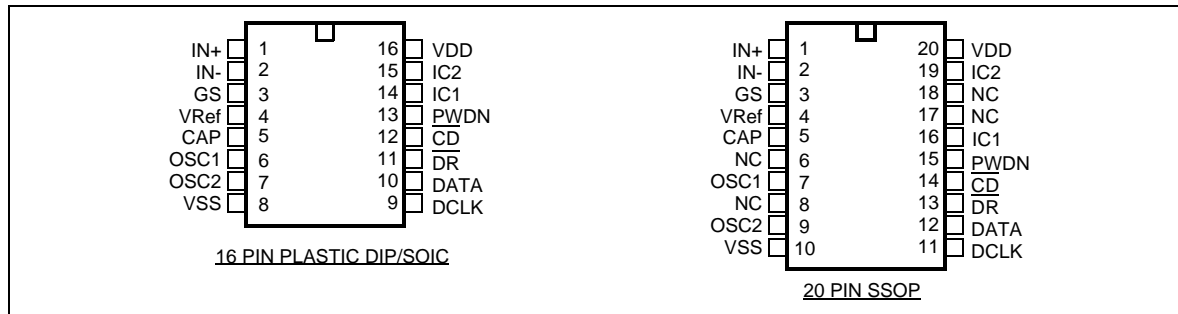 IN+ 1 16 VDD
IN- 2 15 IC2
GS 3 14 IC1
VRef 4 13 PWDN
CAP 5 12 CD
OSC1 6 11 DR
OSC2 7 10 DATA
VSS 8 9 DCLK
16 PIN PLASTIC DIP/SOIC
IN+ 1 20 VDD
IN- 2 19 IC2
GS 3 18 NC
VRef 4 17 NC
CAP 5 16 IC1
NC 6 15 PWDN
OSC1 7 14 CD
NC 8 13 DR
OSC2 9 12 DATA
VSS 10 11 DCLK
20 PIN SSOP